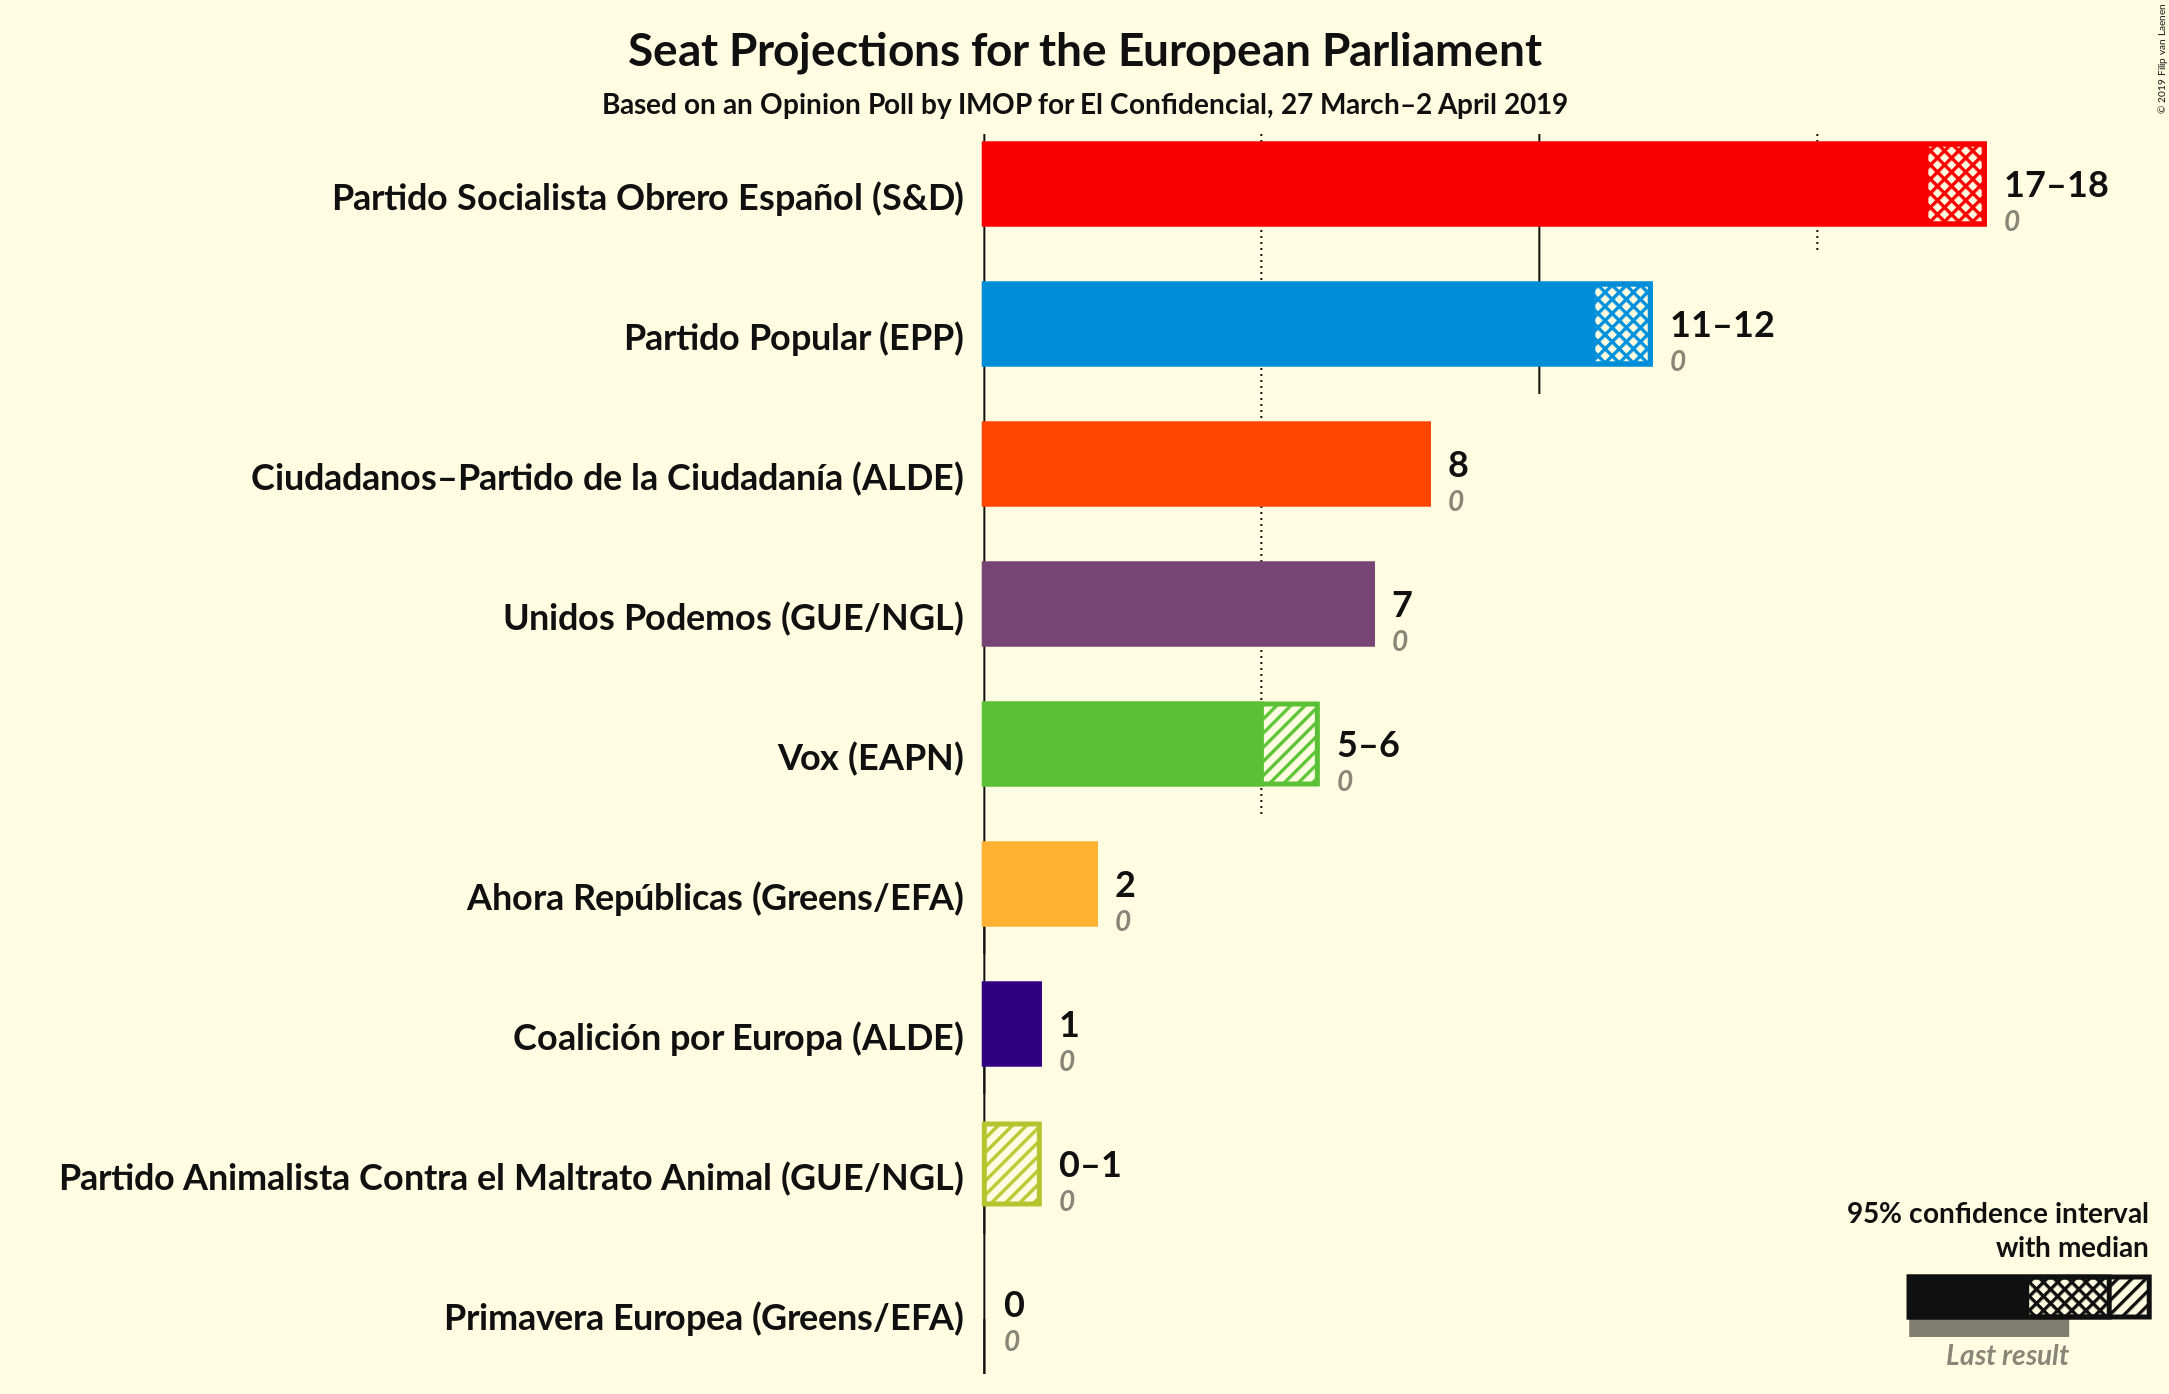 Seat Projections for the European Parliament
Based on an Opinion Poll by IMOP for El Confidencial, 27 March–2 April 2019
© 2019 Filip van Laenen
Partido Socialista Obrero Español (S&D)
17–18
0
Partido Popular (EPP)
11–12
0
Ciudadanos–Partido de la Ciudadanía (ALDE)
8
0
Unidos Podemos (GUE/NGL)
7
0
Vox (EAPN)
5–6
0
Ahora Repúblicas (Greens/EFA)
2
0
Coalición por Europa (ALDE)
1
0
Partido Animalista Contra el Maltrato Animal (GUE/NGL)
0–1
0
Primavera Europea (Greens/EFA)
0
0
95% confidence interval
with median
Last result